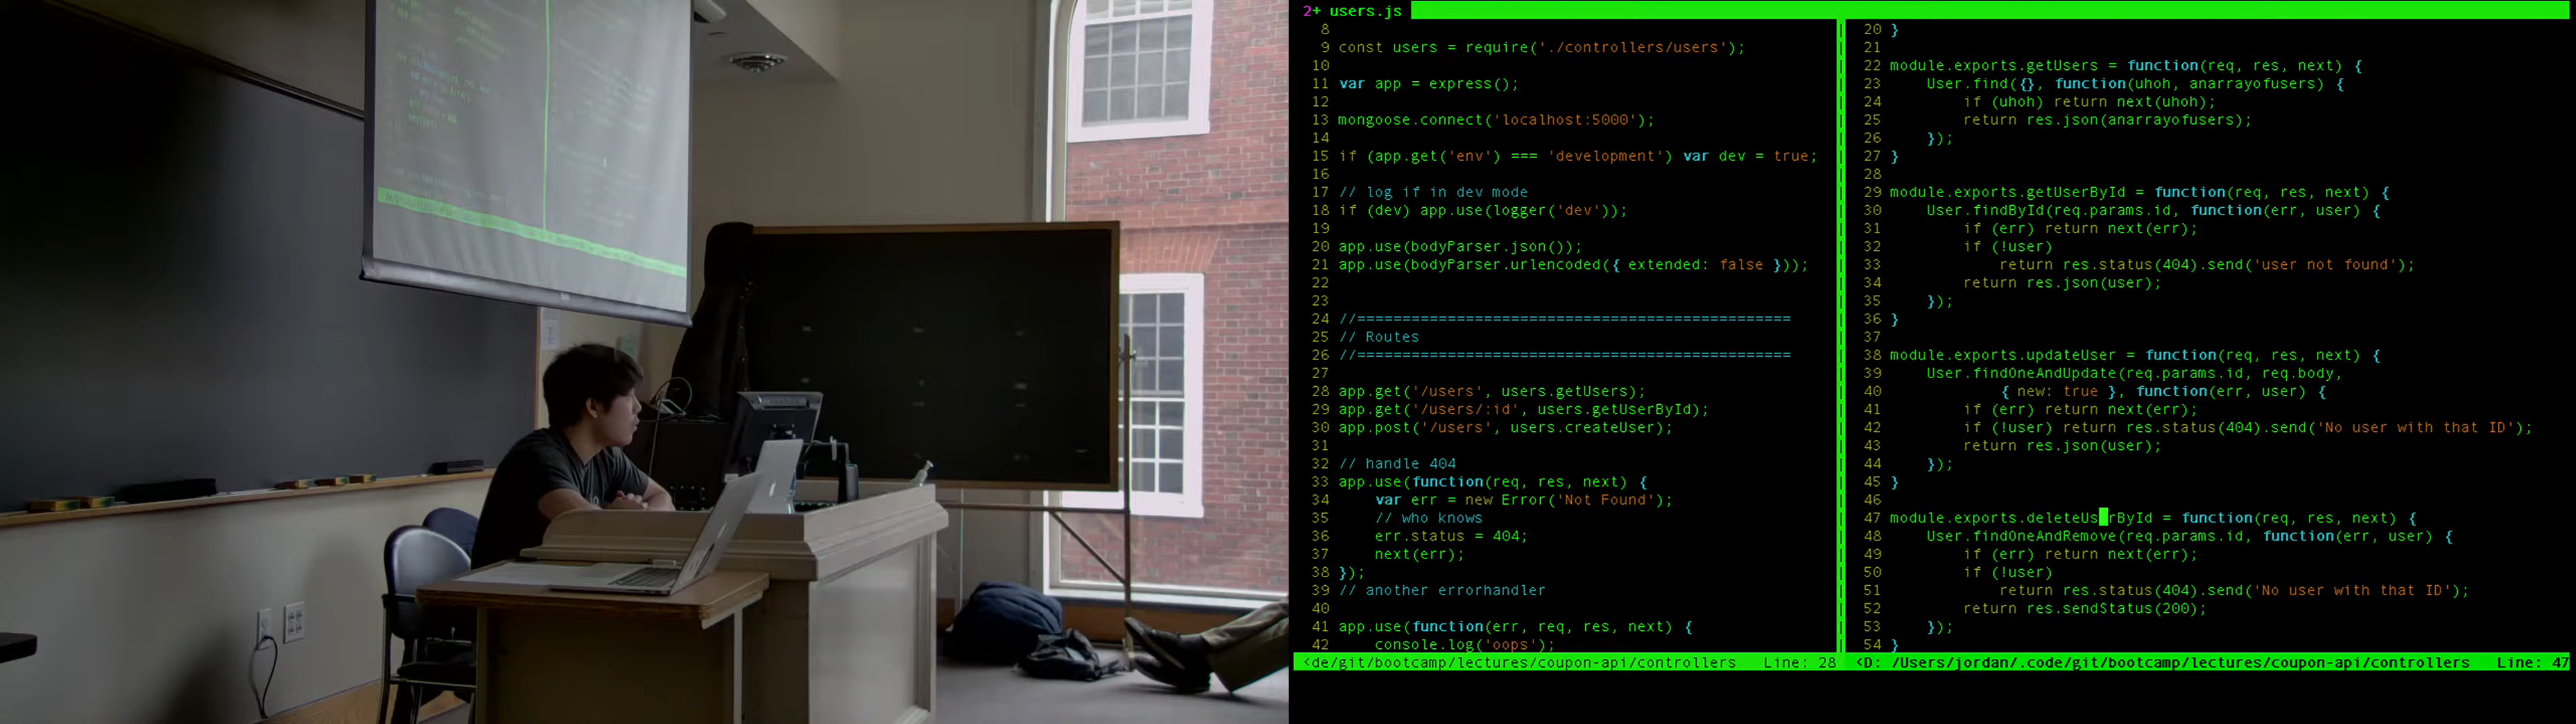 2+ users.js
8
9 const users = require('./controllers/users');
10
11 var app = express();
12
13 mongoose.connect('localhost:5000');
14
15 if (app.get('env') === 'development') var dev = true;
16
17 // log if in dev mode
18 if (dev) app.use(logger('dev'));
19
20 app.use(bodyParser.json());
21 app.use(bodyParser.urlencoded({ extended: false }));
22
23
24 //================================================
25 // Routes
26 //================================================
27
28 app.get('/users', users.getUsers);
29 app.get('/users/:id', users.getUserById);
30 app.post('/users', users.createUser);
31
32 // handle 404
33 app.use(function(req, res, next) {
34     var err = new Error('Not Found');
35     // who knows
36     err.status = 404;
37     next(err);
38 });
39 // another errorhandler
40
41 app.use(function(err, req, res, next) {
42     console.log('oops');
<de/git/bootcamp/lectures/coupon-api/controllers   Line: 28
20 }
21
22 module.exports.getUsers = function(req, res, next) {
23     User.find({}, function(uhoh, anarrayofusers) {
24         if (uhoh) return next(uhoh);
25         return res.json(anarrayofusers);
26     });
27 }
28
29 module.exports.getUserById = function(req, res, next) {
30     User.findById(req.params.id, function(err, user) {
31         if (err) return next(err);
32         if (!user)
33             return res.status(404).send('user not found');
34         return res.json(user);
35     });
36 }
37
38 module.exports.updateUser = function(req, res, next) {
39     User.findOneAndUpdate(req.params.id, req.body,
40             { new: true }, function(err, user) {
41         if (err) return next(err);
42         if (!user) return res.status(404).send('No user with that ID');
43         return res.json(user);
44     });
45 }
46
47 module.exports.deleteUserById = function(req, res, next) {
48     User.findOneAndRemove(req.params.id, function(err, user) {
49         if (err) return next(err);
50         if (!user)
51             return res.status(404).send('No user with that ID');
52         return res.sendStatus(200);
53     });
54 }
<D: /Users/jordan/.code/git/bootcamp/lectures/coupon-api/controllers   Line: 47